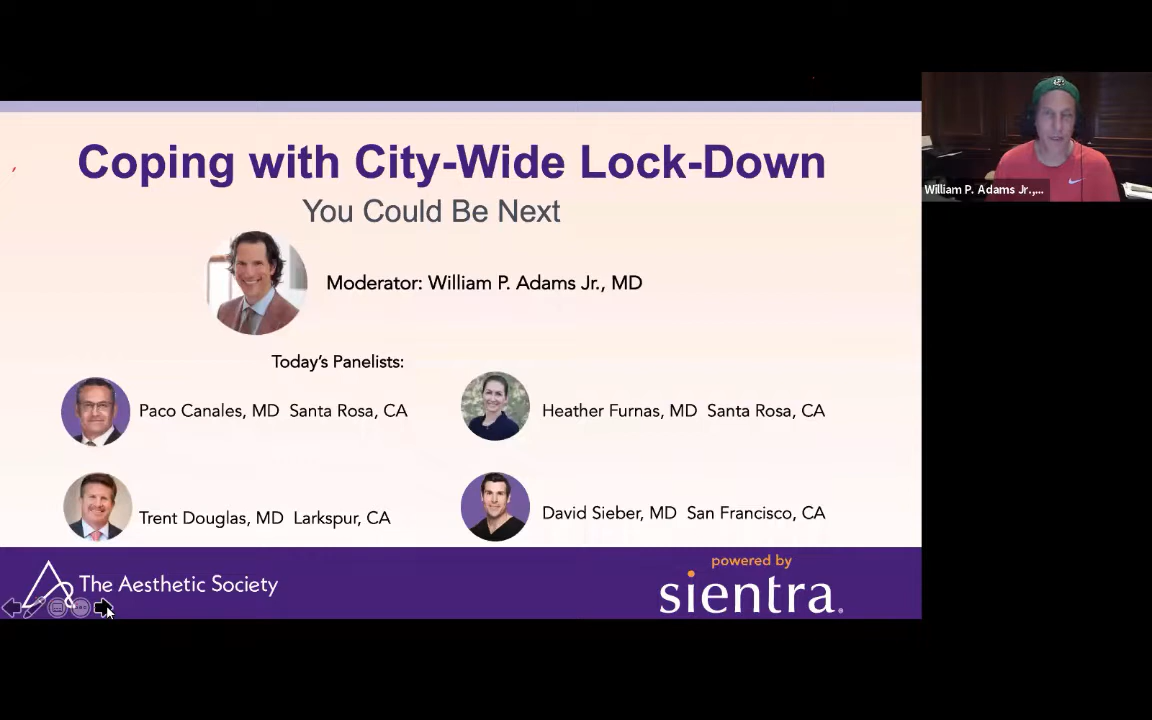 Coping with City-Wide Lock-Down
You Could Be Next
Moderator: William P. Adams Jr., MD
Today's Panelists:
Paco Canales, MD Santa Rosa, CA
Heather Furnas, MD Santa Rosa, CA
Trent Douglas, MD Larkspur, CA
David Sieber, MD San Francisco, CA
The Aesthetic Society
powered by
sientra®
William P. Adams Jr.,...